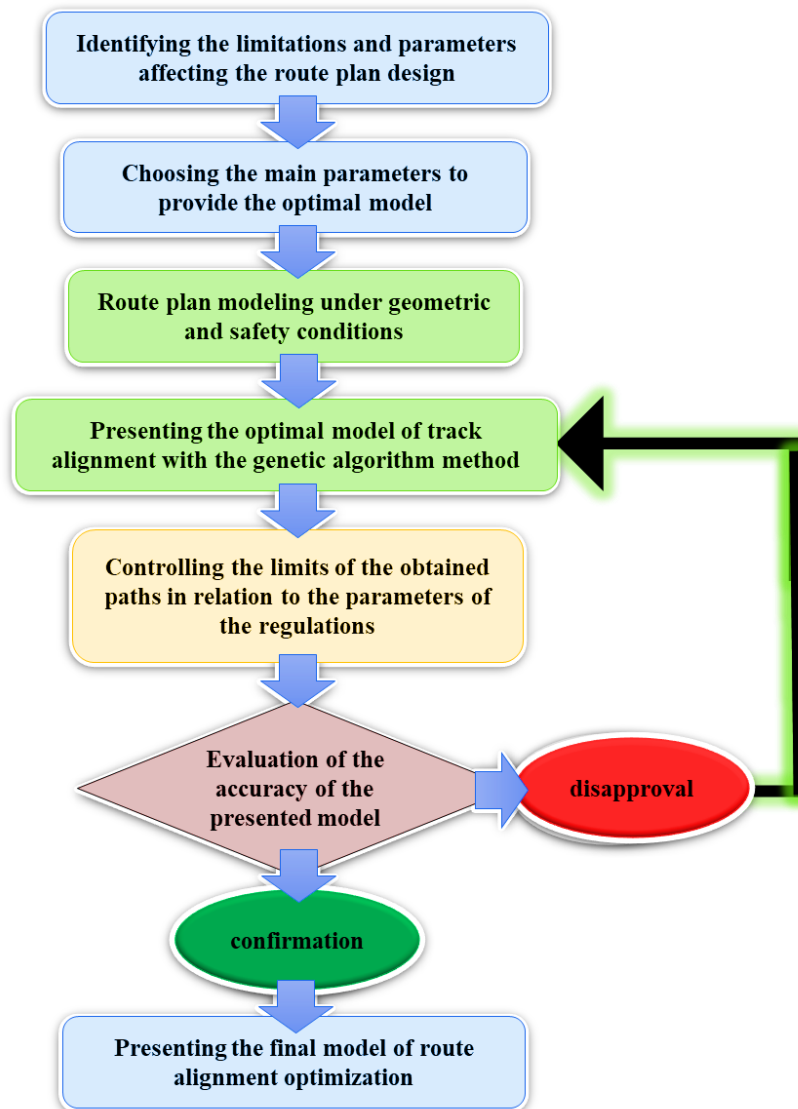 Identifying the limitations and parameters
affecting the route plan design
Choosing the main parameters to
provide the optimal model
Route plan modeling under geometric
and safety conditions
Presenting the optimal model of track
alignment with the genetic algorithm method
Controlling the limits of the obtained
paths in relation to the parameters of
the regulations
Evaluation of the
accuracy of the
presented model
disapproval
confirmation
Presenting the final model of route
alignment optimization